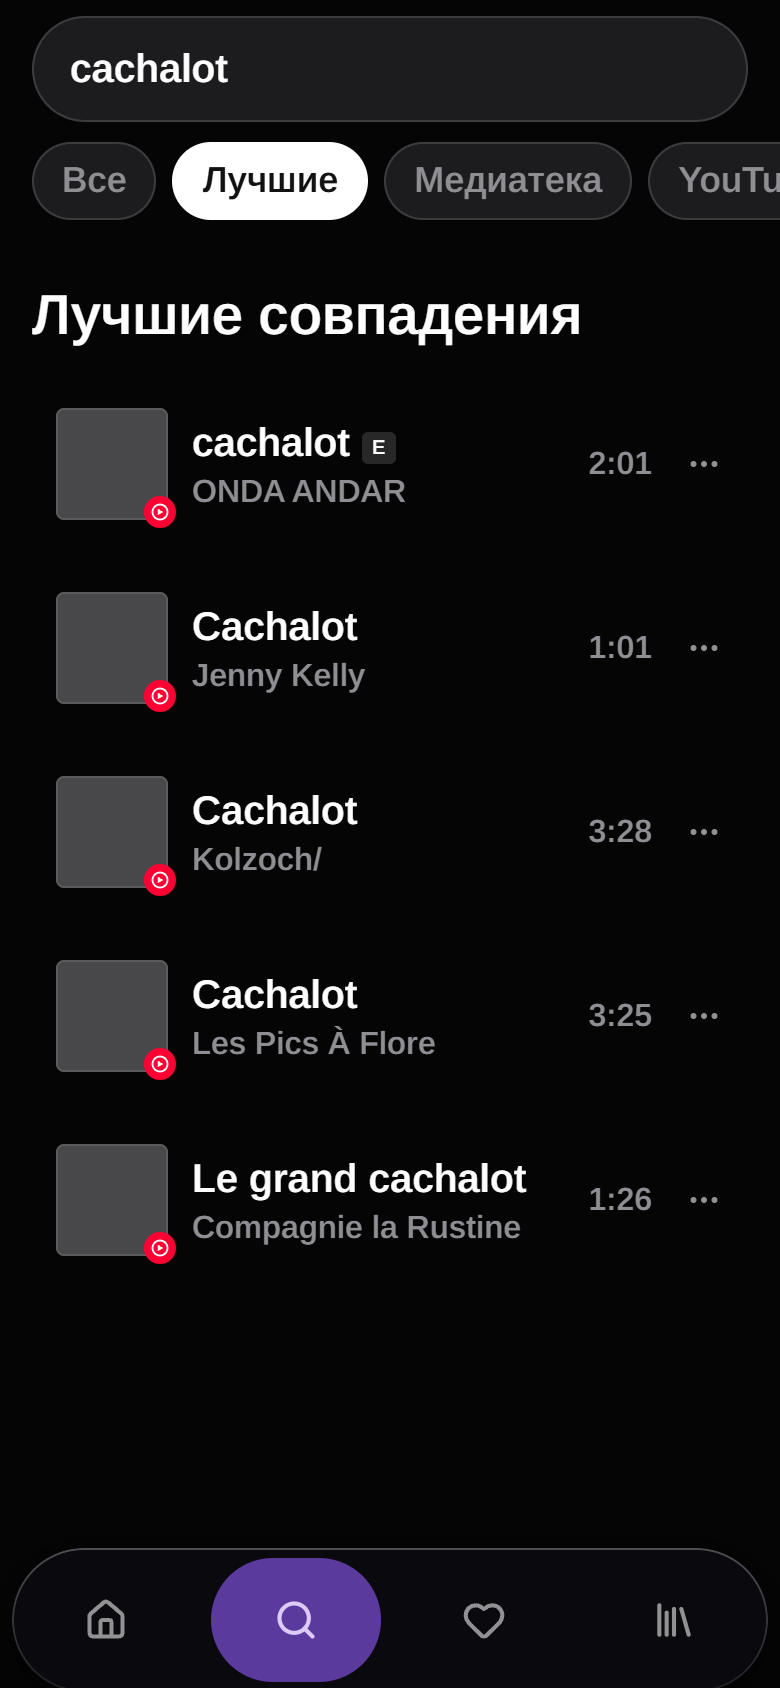 cachalot
Все Лучшие Медиатека YouTu
Лучшие совпадения
cachalot E
ONDA ANDAR
2:01
Cachalot
Jenny Kelly
1:01
Cachalot
Kolzoch/
3:28
Cachalot
Les Pics À Flore
3:25
Le grand cachalot
Compagnie la Rustine
1:26